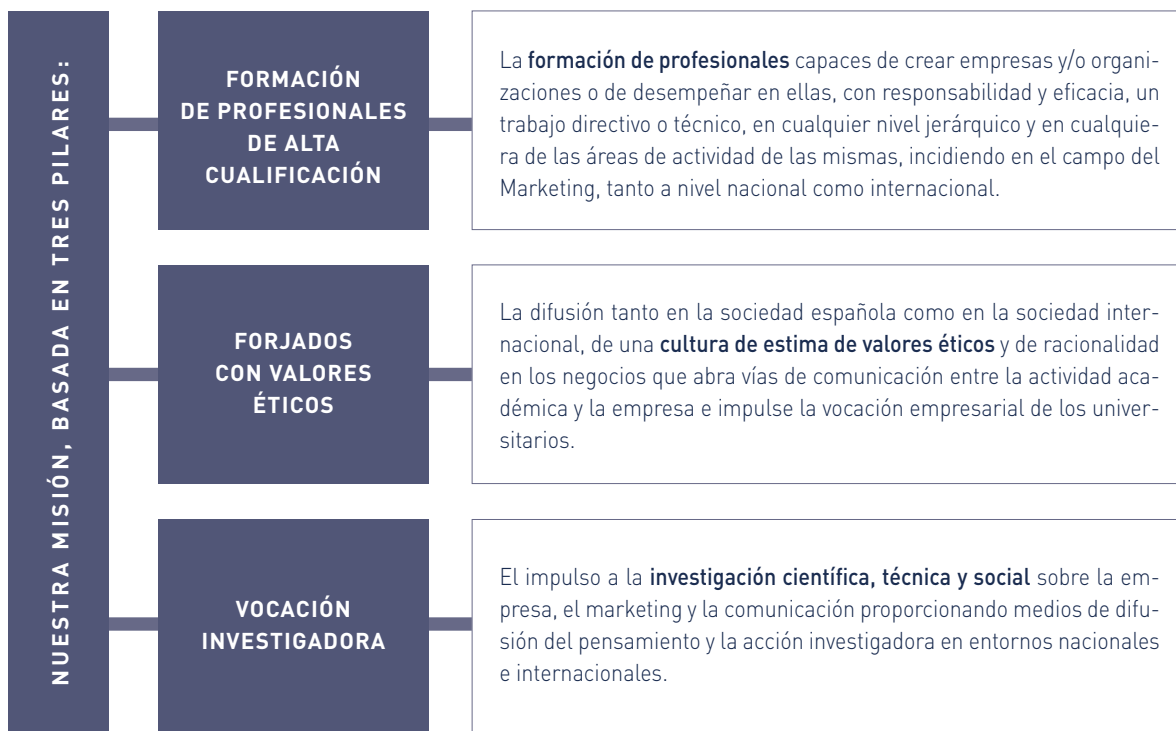 NUESTRA MISIÓN, BASADA EN TRES PILARES:
FORMACIÓN
DE PROFESIONALES
DE ALTA
CUALIFICACIÓN
La formación de profesionales capaces de crear empresas y/o organi-
zaciones o de desempeñar en ellas, con responsabilidad y eficacia, un
trabajo directivo o técnico, en cualquier nivel jerárquico y en cualquie-
ra de las áreas de actividad de las mismas, incidiendo en el campo del
Marketing, tanto a nivel nacional como internacional.
FORJADOS
CON VALORES
ÉTICOS
La difusión tanto en la sociedad española como en la sociedad inter-
nacional, de una cultura de estima de valores éticos y de racionalidad
en los negocios que abra vías de comunicación entre la actividad aca-
démica y la empresa e impulse la vocación empresarial de los univer-
sitarios.
VOCACIÓN
INVESTIGADORA
El impulso a la investigación científica, técnica y social sobre la em-
presa, el marketing y la comunicación proporcionando medios de difu-
sión del pensamiento y la acción investigadora en entornos nacionales
e internacionales.